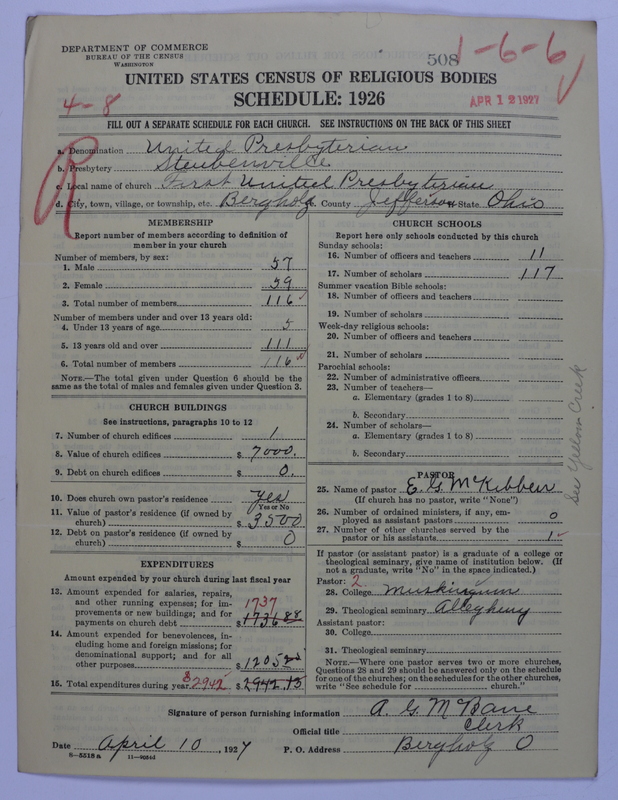 DEPARTMENT OF COMMERCE
BUREAU OF THE CENSUS
WASHINGTON
508
1-6-6
UNITED STATES CENSUS OF RELIGIOUS BODIES
4-8
SCHEDULE: 1926
APR 12 1927
FILL OUT A SEPARATE SCHEDULE FOR EACH CHURCH. SEE INSTRUCTIONS ON THE BACK OF THIS SHEET
R
a. Denomination United Presbyterian
b. Presbytery Steubenville
c. Local name of church First United Presbyterian
d. City, town, village, or township, etc. Bergholz County Jefferson State Ohio
MEMBERSHIP
Report number of members according to definition of
member in your church
Number of members, by sex:
1. Male 57
2. Female 59
3. Total number of members 116
Number of members under and over 13 years old:
4. Under 13 years of age 5
5. 13 years old and over 111
6. Total number of members 116
NOTE.—The total given under Question 6 should be the
same as the total of males and females given under Question 3.
CHURCH BUILDINGS
See instructions, paragraphs 10 to 12
7. Number of church edifices 1
8. Value of church edifices $ 7000.
9. Debt on church edifices $ 0.
10. Does church own pastor's residence yes
Yes or No
11. Value of pastor's residence (if owned by
church) $ 3500
12. Debt on pastor's residence (if owned by
church) $ 0
EXPENDITURES
Amount expended by your church during last fiscal year
13. Amount expended for salaries, repairs,
and other running expenses; for im-
provements or new buildings; and for
payments on church debt 1737 $ 1736 88
14. Amount expended for benevolences, in-
cluding home and foreign missions; for
denominational support; and for all
other purposes $ 1205
15. Total expenditures during year $2942 $ 2942.13
CHURCH SCHOOLS
Report here only schools conducted by this church
Sunday schools:
16. Number of officers and teachers 11
17. Number of scholars 117
Summer vacation Bible schools:
18. Number of officers and teachers
19. Number of scholars
Week-day religious schools:
20. Number of officers and teachers
21. Number of scholars
Parochial schools:
22. Number of administrative officers
23. Number of teachers—
a. Elementary (grades 1 to 8)
b. Secondary
24. Number of scholars—
a. Elementary (grades 1 to 8)
b. Secondary
See Yellow Creek
PASTOR
25. Name of pastor E. G. McKibben
(If church has no pastor, write "None")
26. Number of ordained ministers, if any, em-
ployed as assistant pastors 0
27. Number of other churches served by the
pastor or his assistants 1
If pastor (or assistant pastor) is a graduate of a college or
theological seminary, give name of institution below. (If
not a graduate, write "No" in the space indicated.)
Pastor: 2
28. College Muskingum
29. Theological seminary Allegheny
Assistant pastor:
30. College
31. Theological seminary
NOTE.—Where one pastor serves two or more churches,
Questions 28 and 29 should be answered only on the schedule
for one of the churches; on the schedules for the other churches,
write "See schedule for church."
Signature of person furnishing information A. G. McBane
Official title Clerk
Date April 10, 1927 P. O. Address Bergholz O
8—5518 a